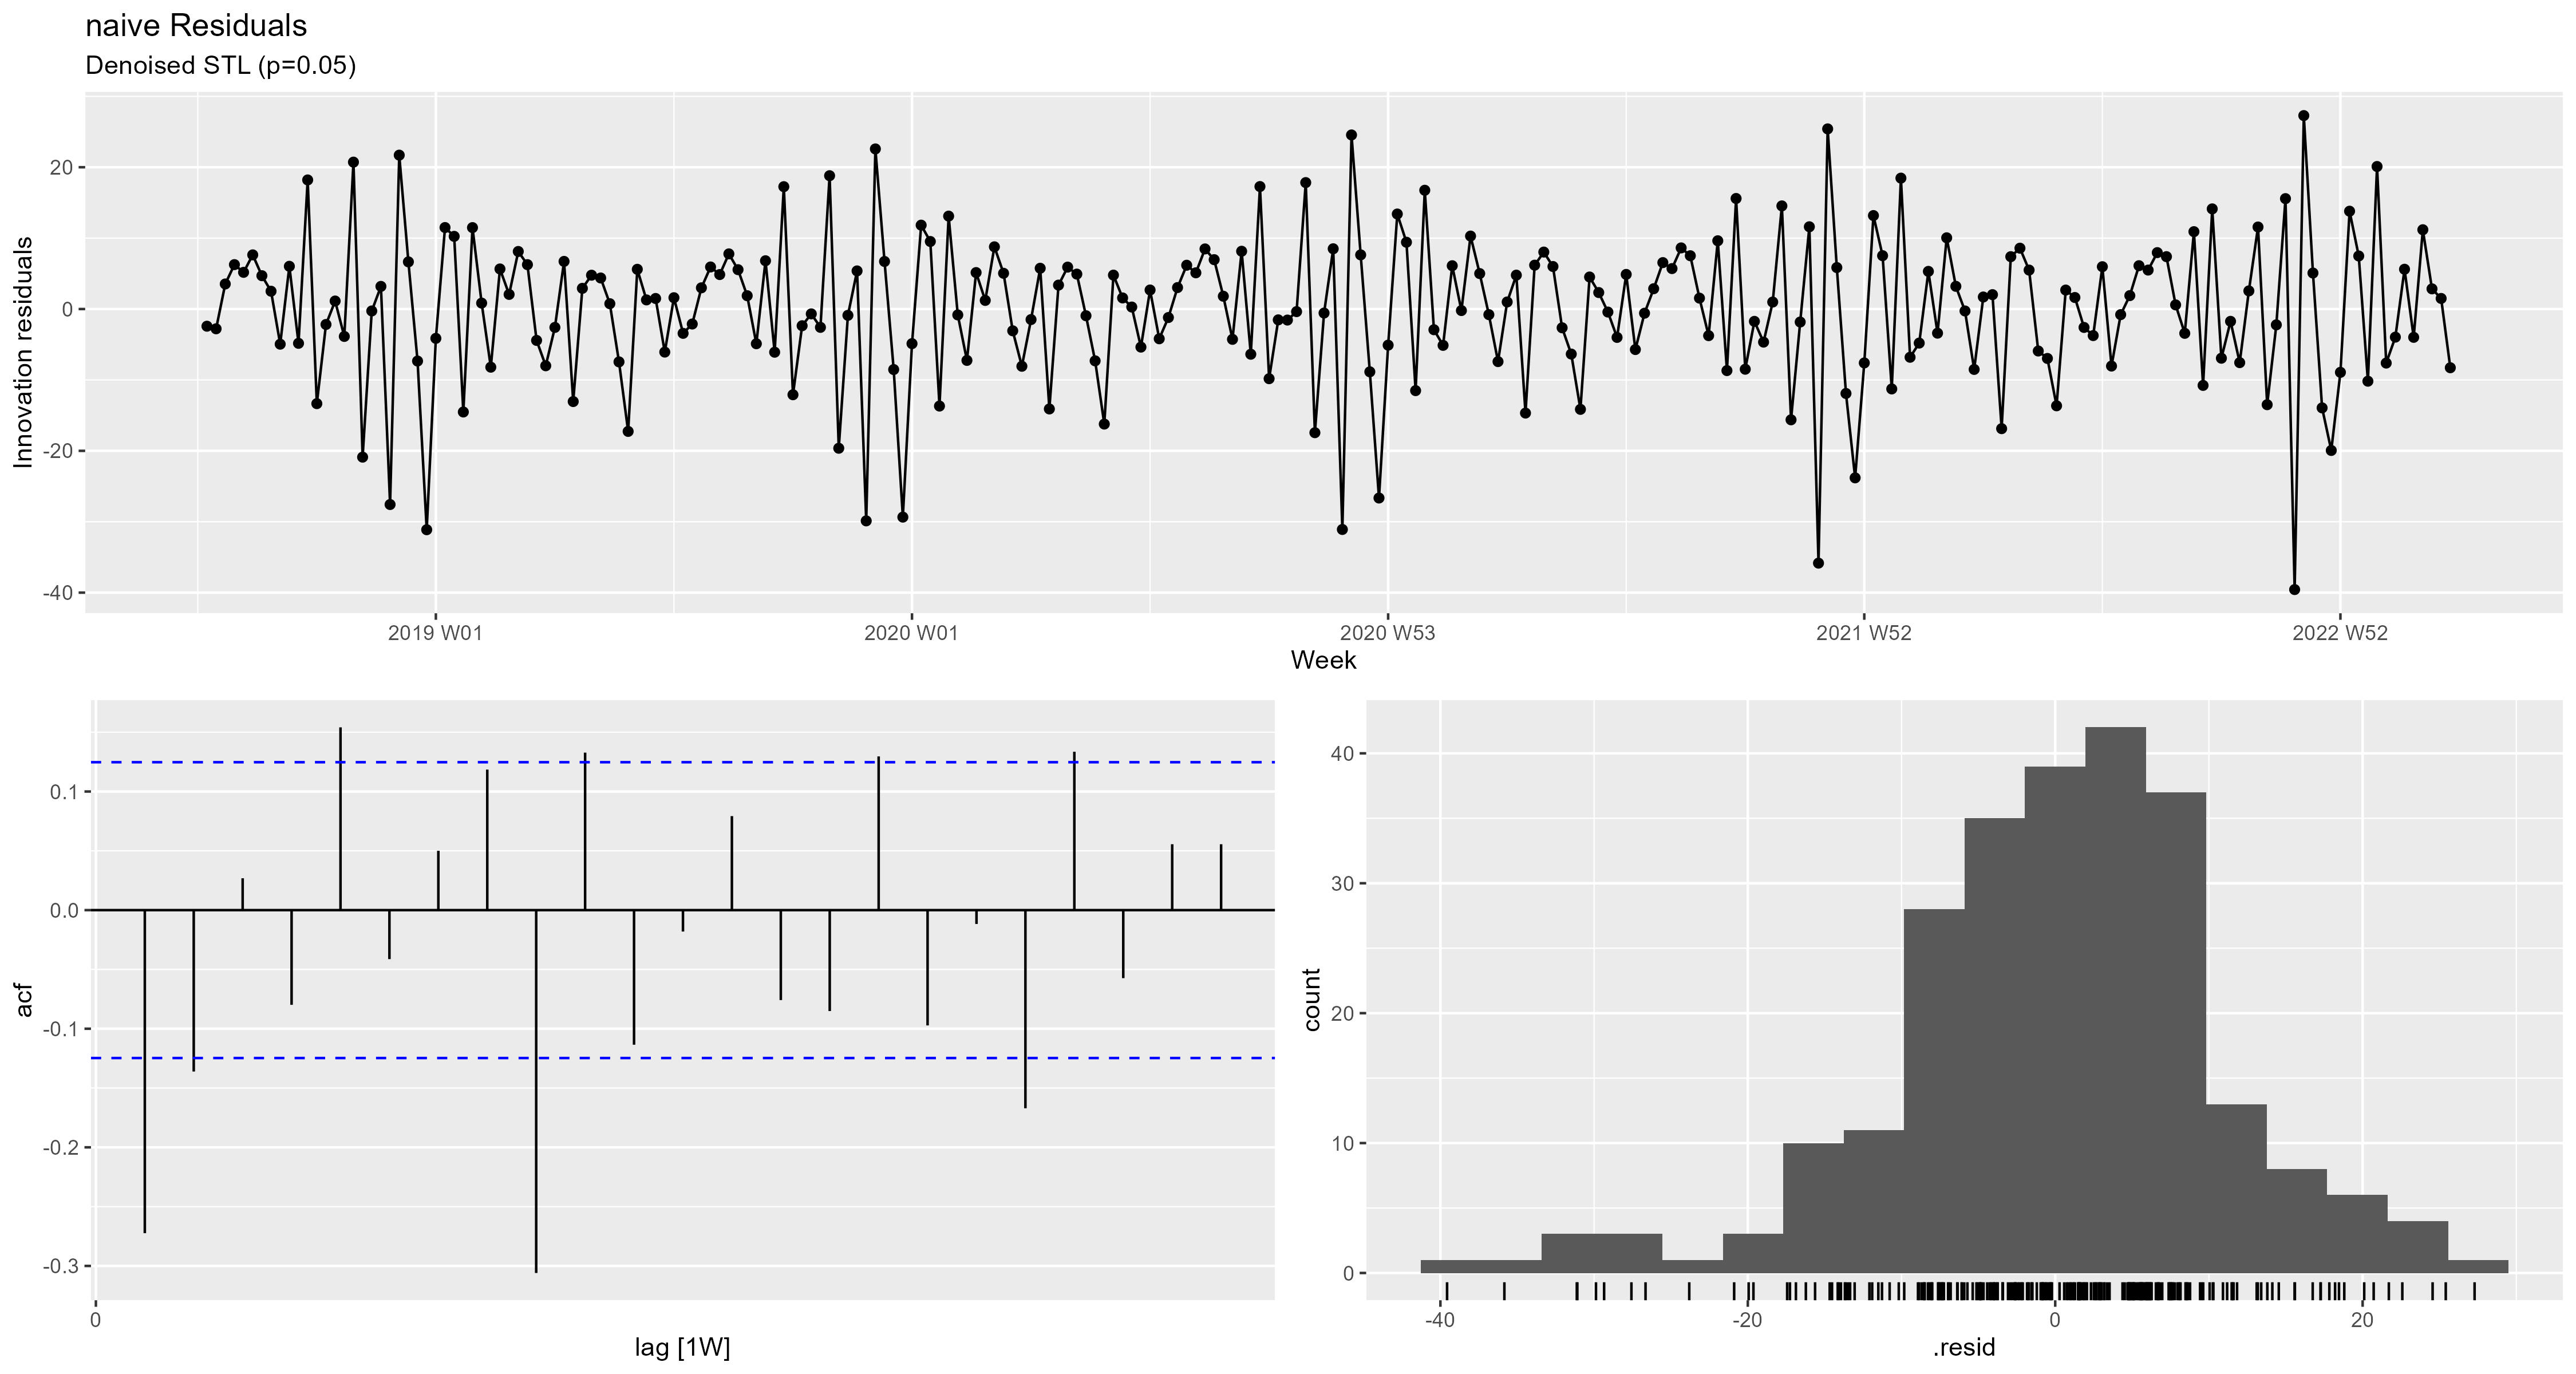 naive Residuals
Denoised STL (p=0.05)
Innovation residuals
20
0
-20
-40
2019 W01 2020 W01 2020 W53 2021 W52 2022 W52
Week
acf
0.1
0.0
-0.1
-0.2
-0.3
0
lag [1W]
count
40
30
20
10
0
-40 -20 0 20
.resid